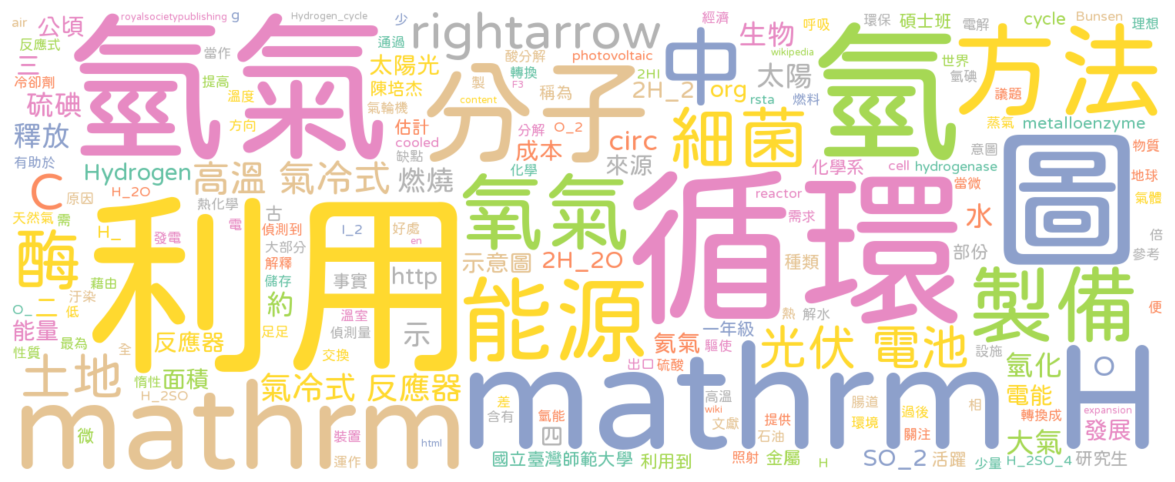 air
公頃
royalsocietypublishing
g
Hydrogen_cycle
少
rightarrow
經濟
生物
環保
碩士班
cycle
Bunsen
理想
反應式
當作
通過
酸分解
photovoltaic
呼吸
wikipedia
電解
三
氫氣
太陽光
製
轉換
2HI
中
太陽
氫
世界
方法
冷卻劑
提高
陳培杰
分子
F3
稱為
2H_2
org
氫碘
議題
硫碘
溫度
氣輪機
content
rsta
燃料
蒸氣
釋放
方向
估計
O_2
細菌
metalloenzyme
cooled
分解
成本
circ
意圖
物質
有助於
缺點
化學
來源
化學系
cell
hydrogenase
圖
Hydrogen
高溫 氣冷式
燃燒
當微
地球
C
H_2O
原因
熱化學
氧氣
循環
reactor
氣體
天然氣
需
利用
古
偵測到
I_2
好處
需求
水
倍
酶
H_
發電
電
大部分
en
示意圖
2H_2O
種類
部份
參考
藉由
解釋
事實
http
製備
O_
二
汙染
低
儲存
約
溫室
偵測量
示
能源
氦氣
一年級
熱
解水
便
能量
足足
性質
最為
全
反應器
交換
出口
硫酸
驅使
光伏 電池
設施
氫化
O
土地
惰性
面積
H_2SO
氣冷式 反應器
mathrm
差
高溫
腸道
過後
相
電能
轉換成
H
mathrm
含有
氫能
wiki
文獻
提供
環境
關注
expansion
微
裝置
四
石油
大氣
發展
運作
html
國立臺灣師範大學
利用到
照射
金屬
H
SO_2
活躍
少量
H_2SO_4
研究生